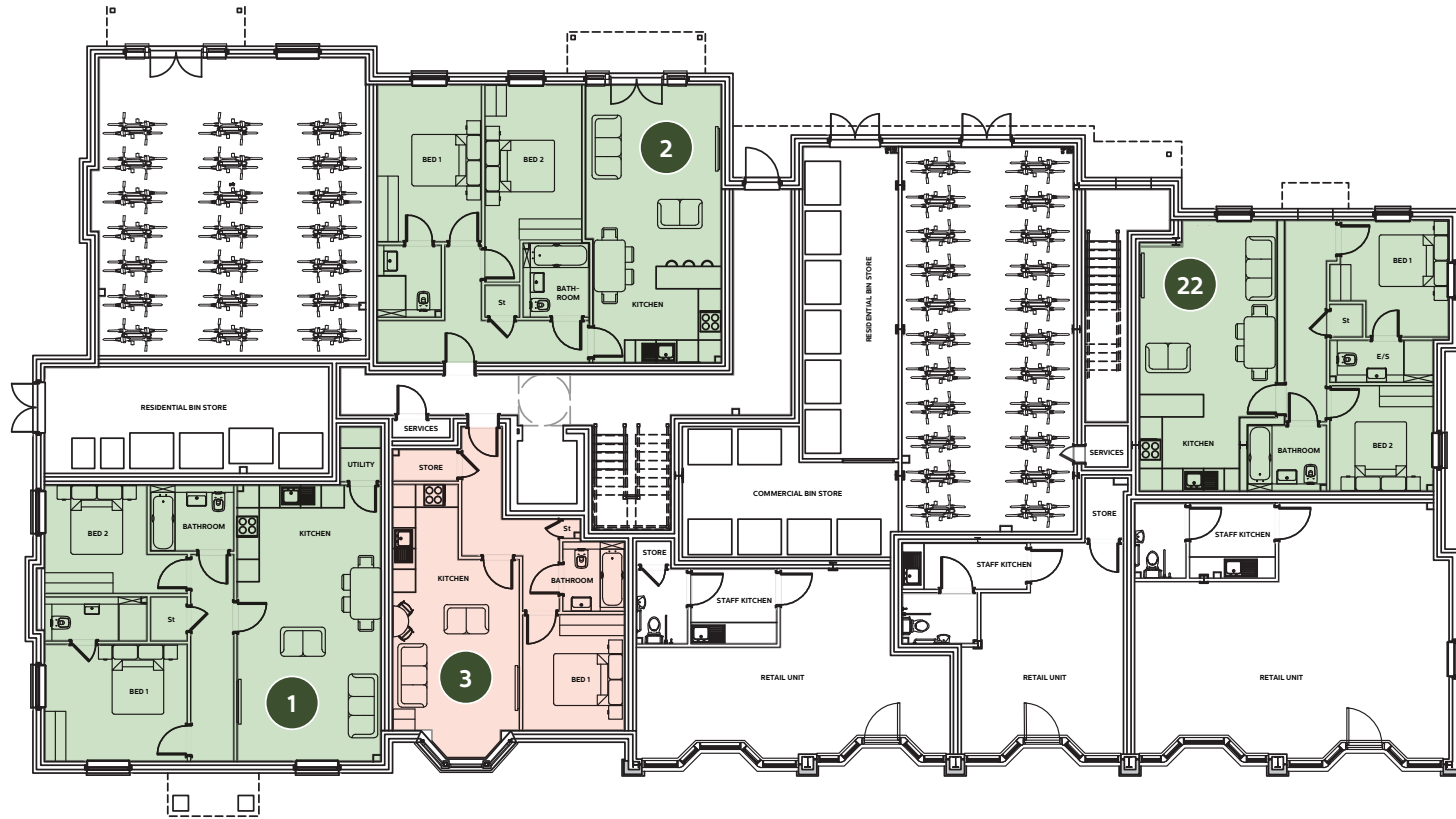 2
BED 1
BED 2
St
BATH-
ROOM
KITCHEN
RESIDENTIAL BIN STORE
22
BED 1
St
E/S
KITCHEN
BATHROOM
BED 2
SERVICES
RESIDENTIAL BIN STORE
SERVICES
UTILITY
BED 2
BATHROOM
KITCHEN
St
BED 1
1
STORE
St
KITCHEN
BATHROOM
3
BED 1
COMMERCIAL BIN STORE
STORE
STAFF KITCHEN
RETAIL UNIT
STORE
STAFF KITCHEN
RETAIL UNIT
STAFF KITCHEN
RETAIL UNIT